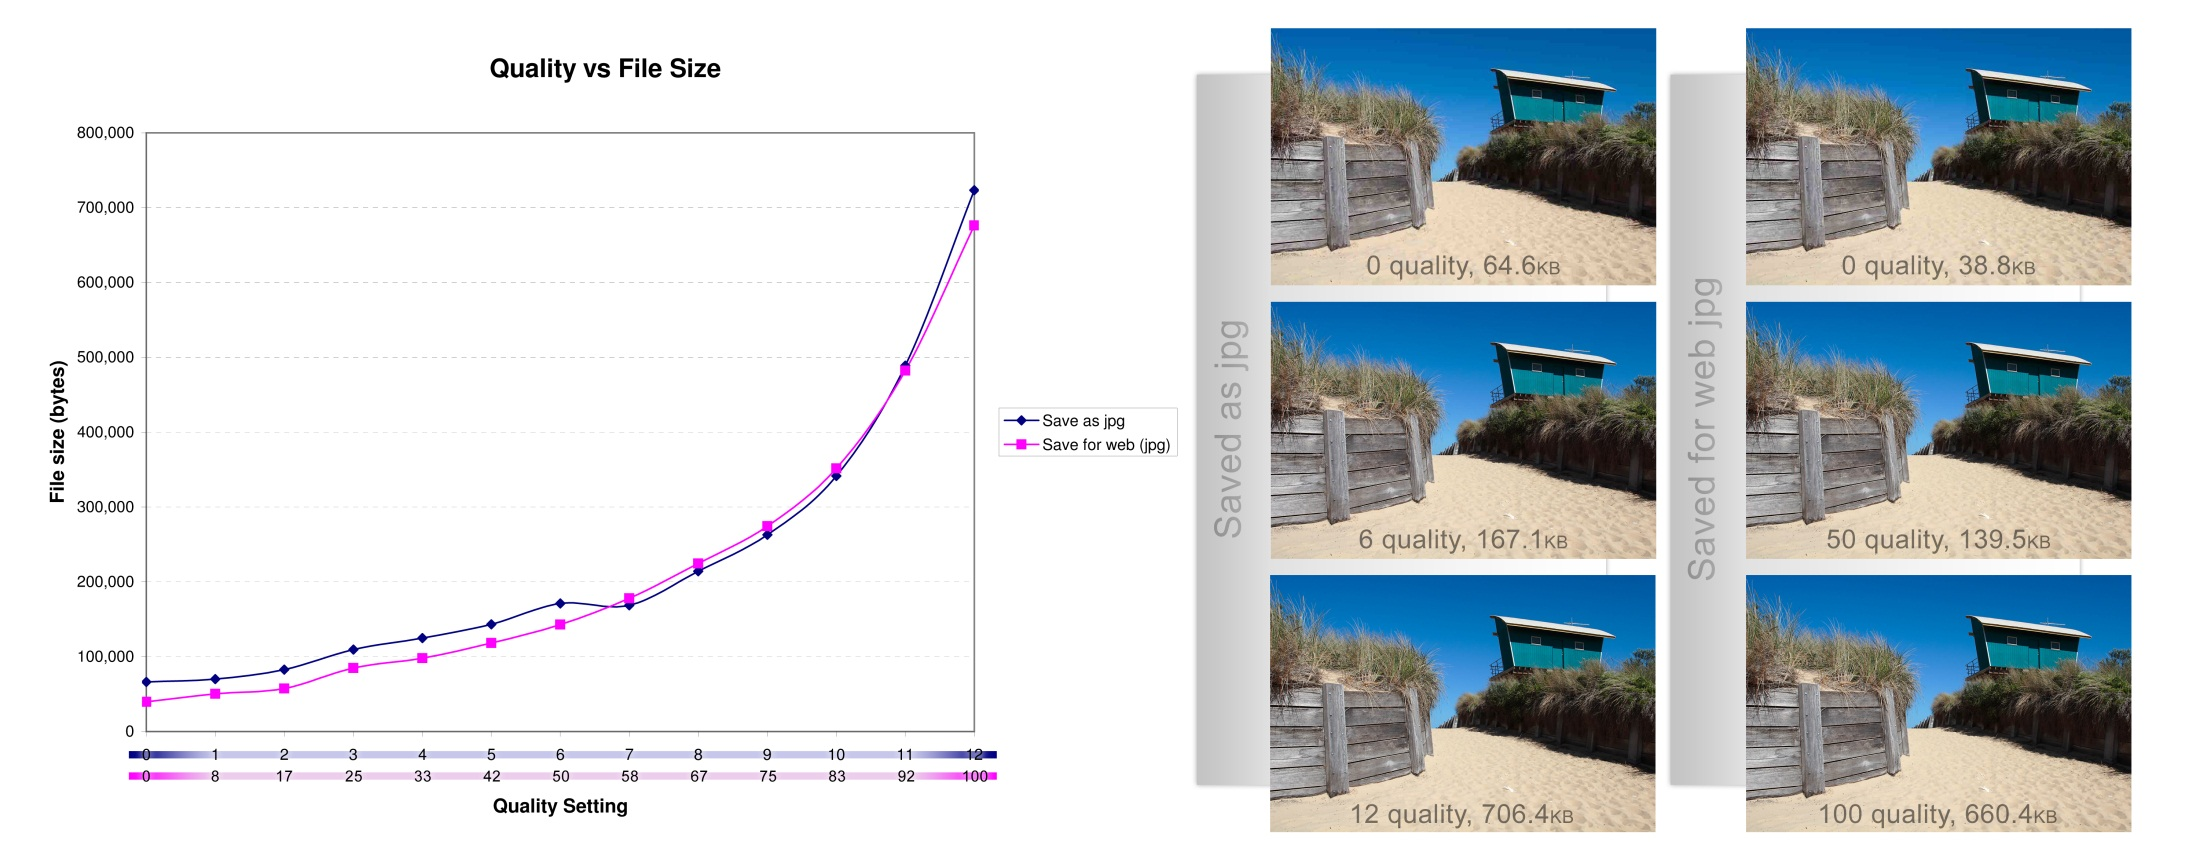 Quality vs File Size
800,000
700,000
600,000
500,000
400,000
300,000
200,000
100,000
0
File size (bytes)
0 1 2 3 4 5 6 7 8 9 10 11 12
0 8 17 25 33 42 50 58 67 75 83 92 100
Quality Setting
Save as jpg
Save for web (jpg)
Saved as jpg
0 quality, 64.6KB
6 quality, 167.1KB
12 quality, 706.4KB
Saved for web jpg
0 quality, 38.8KB
50 quality, 139.5KB
100 quality, 660.4KB